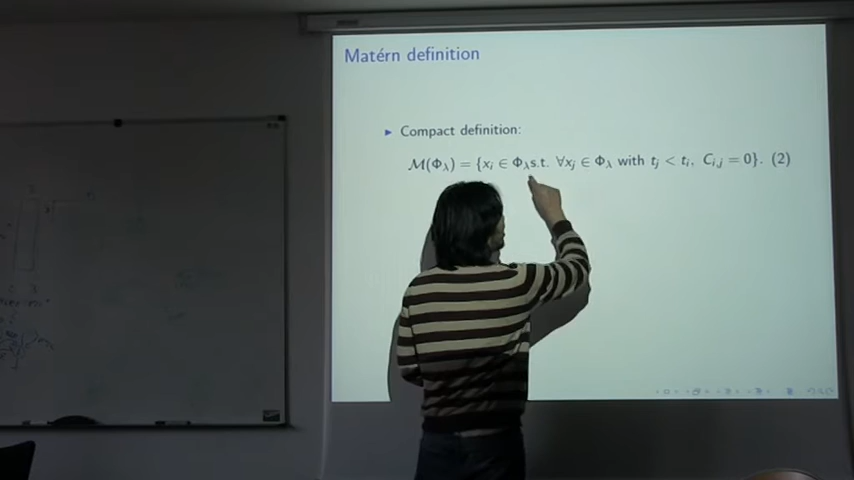 Matérn definition
▶ Compact definition:
ℳ(Φ_λ) = {x_i ∈ Φ_λ s.t. ∀x_j ∈ Φ_λ with t_j < t_i, C_{i,j} = 0}. (2)